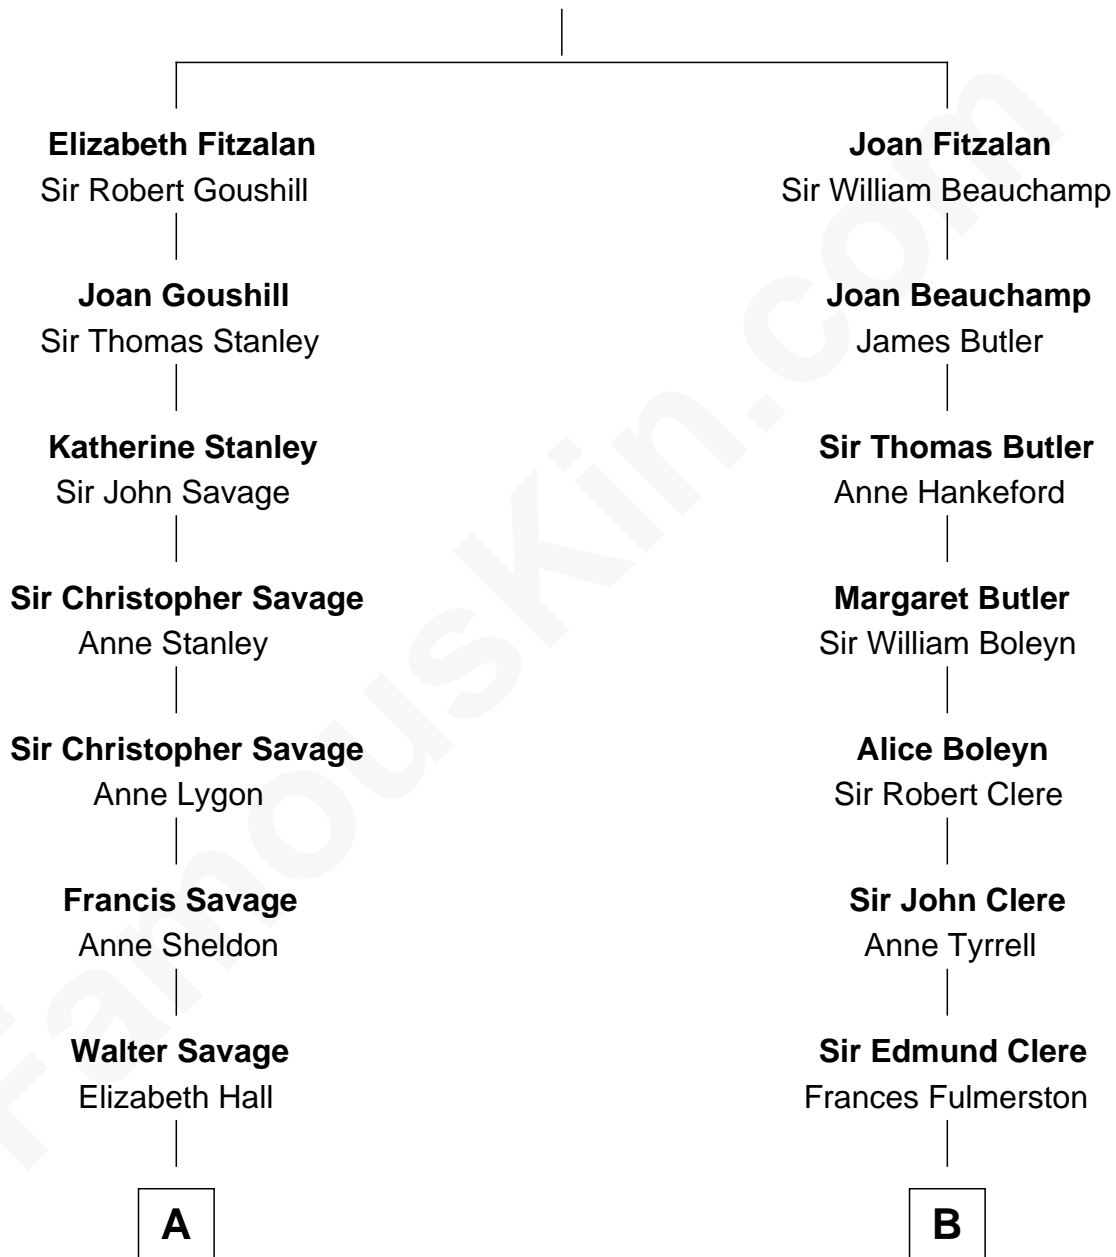 Elizabeth Fitzalan
Sir Robert Goushill
Joan Goushill
Sir Thomas Stanley
Katherine Stanley
Sir John Savage
Sir Christopher Savage
Anne Stanley
Sir Christopher Savage
Anne Lygon
Francis Savage
Anne Sheldon
Walter Savage
Elizabeth Hall
A
Joan Fitzalan
Sir William Beauchamp
Joan Beauchamp
James Butler
Sir Thomas Butler
Anne Hankeford
Margaret Butler
Sir William Boleyn
Alice Boleyn
Sir Robert Clere
Sir John Clere
Anne Tyrrell
Sir Edmund Clere
Frances Fulmerston
B
FamousKin.com